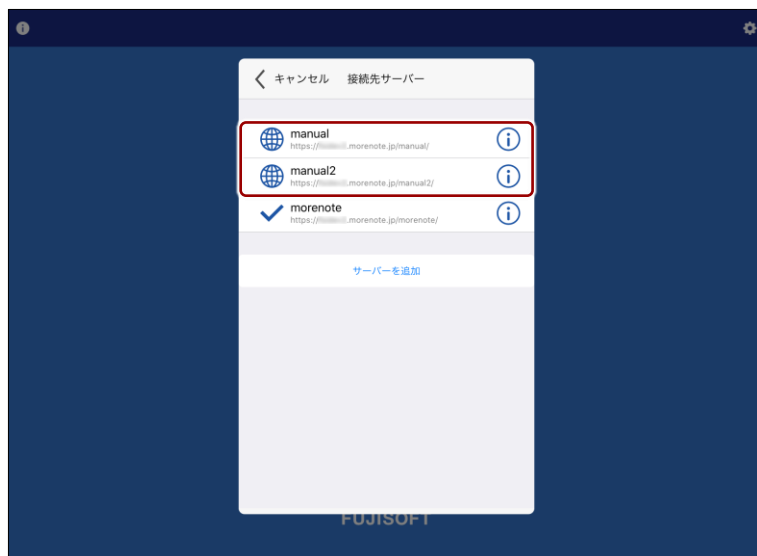 キャンセル 接続先サーバー
manual
https:// .morenote.jp/manual/
manual2
https:// .morenote.jp/manual2/
morenote
https:// .morenote.jp/morenote/
サーバーを追加
FUJISOFT